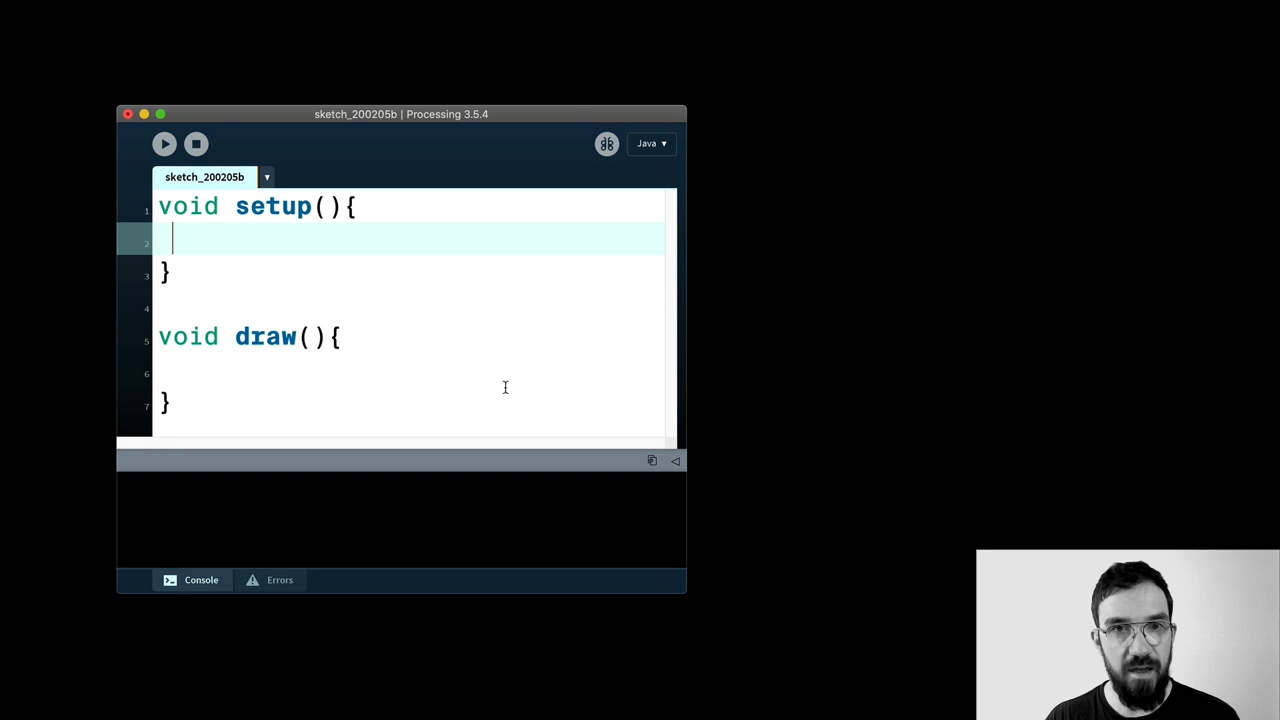 sketch_200205b | Processing 3.5.4
Java ▾
sketch_200205b ▾
1 void setup(){
2
3 }
4
5 void draw(){
6
7 }
Console Errors